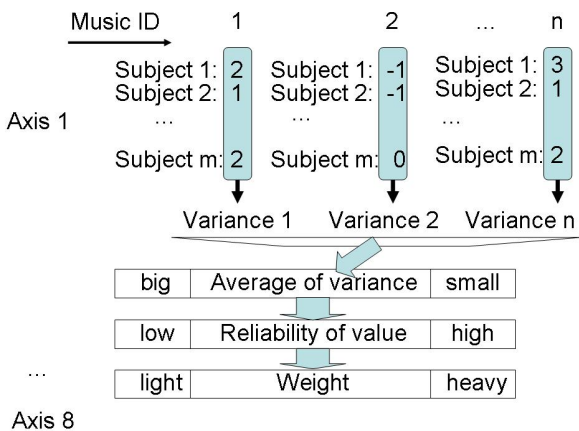 Music ID 1 2 ... n
Subject 1: 2 Subject 1: -1 Subject 1: 3
Subject 2: 1 Subject 2: -1 Subject 2: 1
Axis 1
... ... ...
Subject m: 2 Subject m: 0 Subject m: 2
Variance 1 Variance 2 Variance n
big Average of variance small
low Reliability of value high
... light Weight heavy
Axis 8